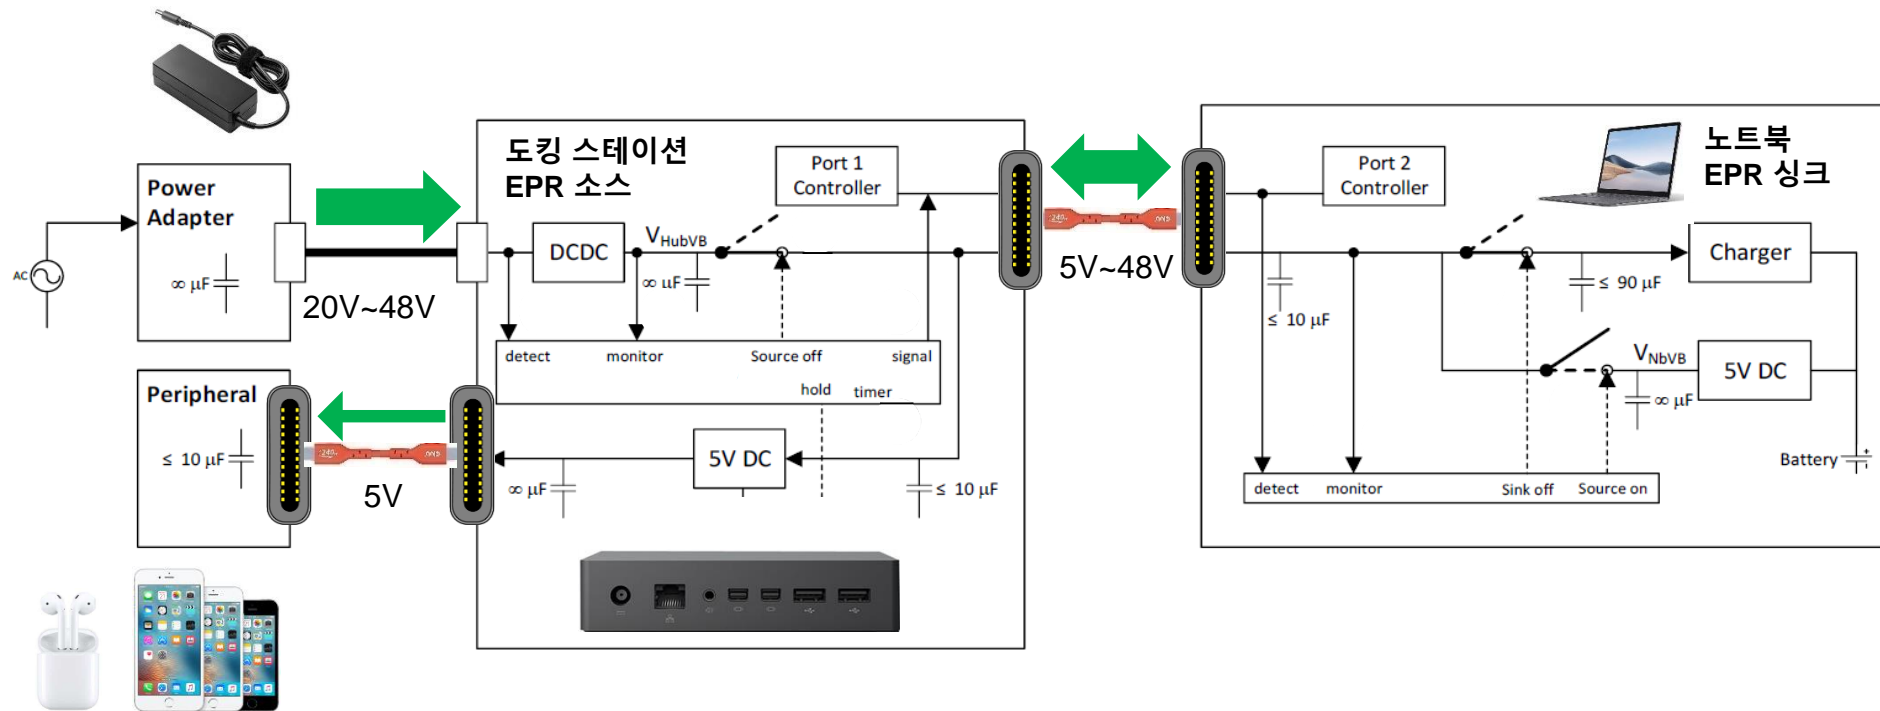 도킹 스테이션
EPR 소스
Port 1
Controller
노트북
EPR 싱크
Port 2
Controller
Power
Adapter
AC
∞ μF
20V~48V
DCDC
V_HubVB
∞ μF
5V~48V
≤ 10 μF
Charger
≤ 90 μF
detect
monitor
Source off
signal
hold
timer
V_NbVB
5V DC
∞ μF
Peripheral
≤ 10 μF
5V
∞ μF
5V DC
≤ 10 μF
Battery
detect
monitor
Sink off
Source on